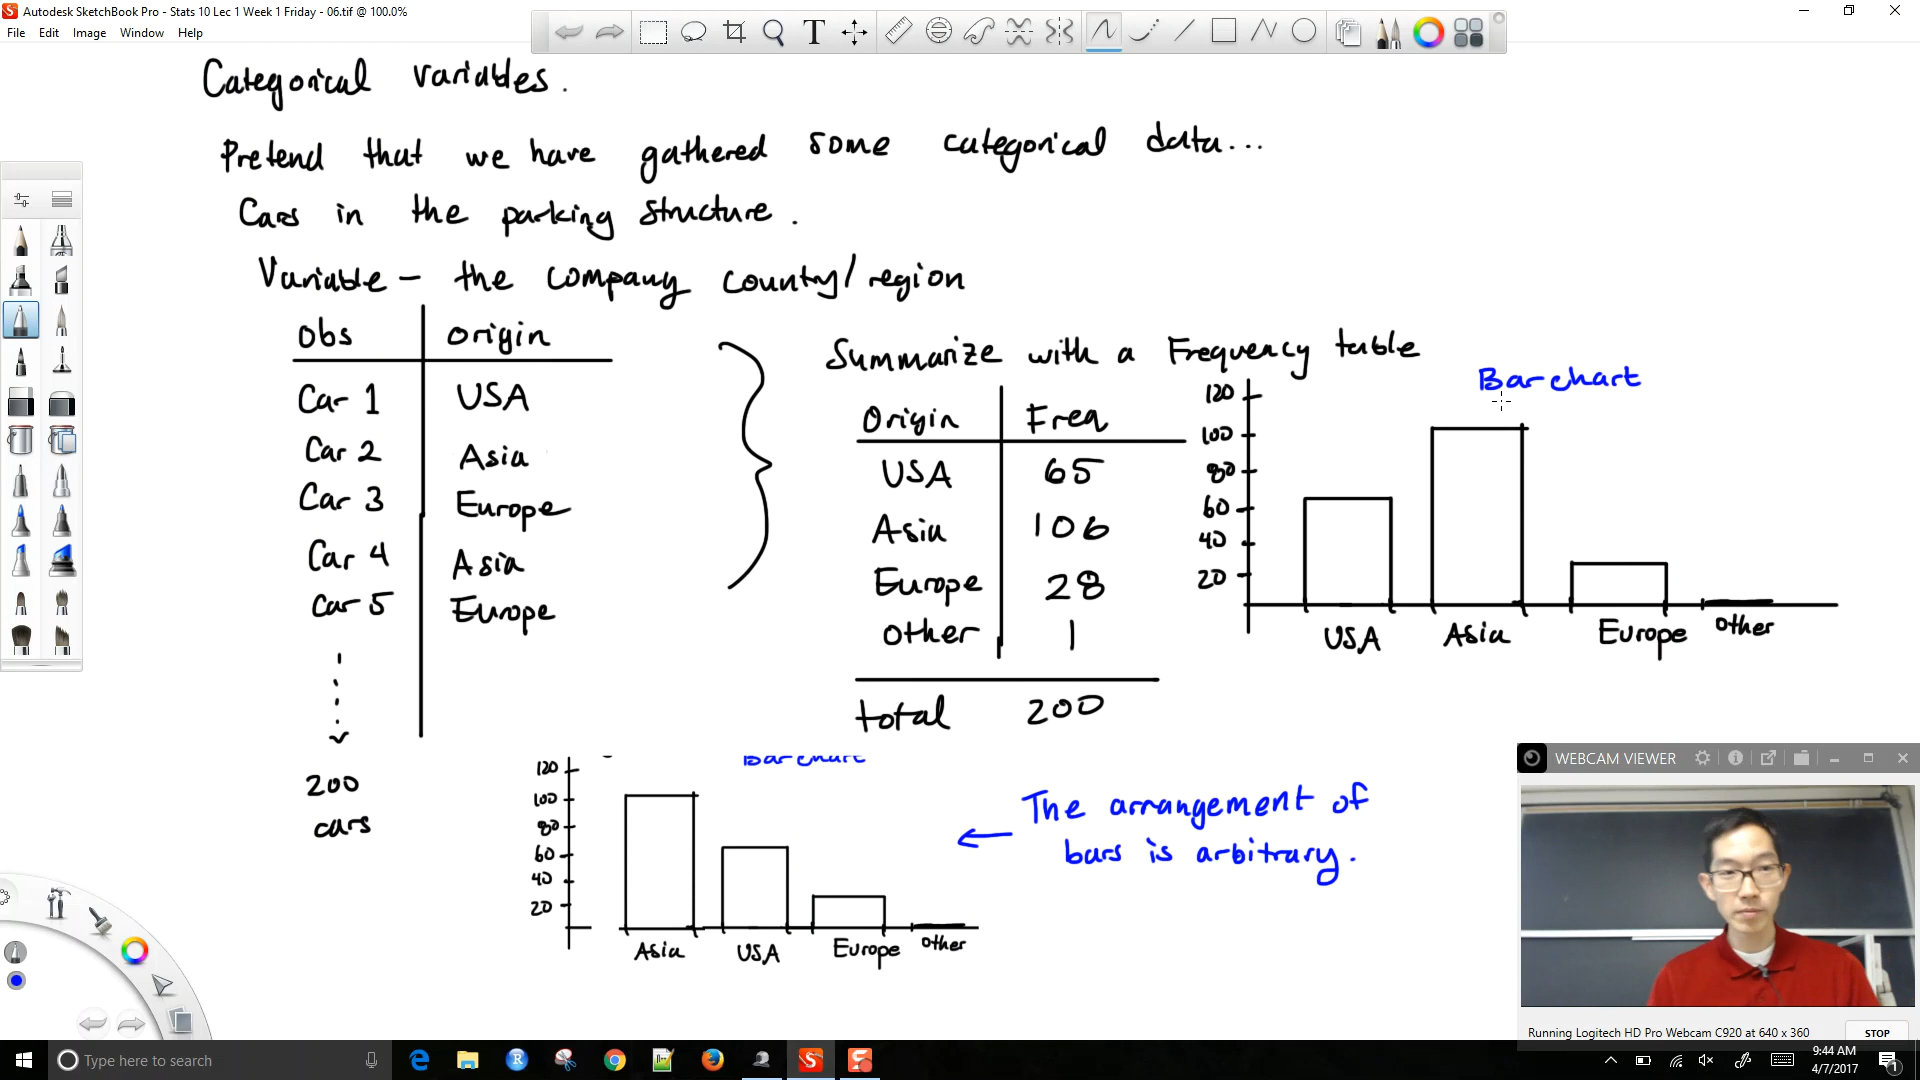 Autodesk SketchBook Pro - Stats 10 Lec 1 Week 1 Friday - 06.tif @ 100.0%
File Edit Image Window Help
Categorical variables.
Pretend that we have gathered some categorical data...
Cars in the parking structure.
Variable - the company country/region
Obs origin
Car 1 USA
Car 2 Asia
Car 3 Europe
Car 4 Asia
Car 5 Europe
200
cars
Summarize with a Frequency table
Origin Freq
USA 65
Asia 106
Europe 28
other 1
total 200
Bar chart
120
100
80
60
40
20
USA Asia Europe other
Bar chart
120
100
80
60
40
20
Asia USA Europe other
The arrangement of
bars is arbitrary.
WEBCAM VIEWER
Running Logitech HD Pro Webcam C920 at 640 x 360
STOP
Type here to search
9:44 AM
4/7/2017
1